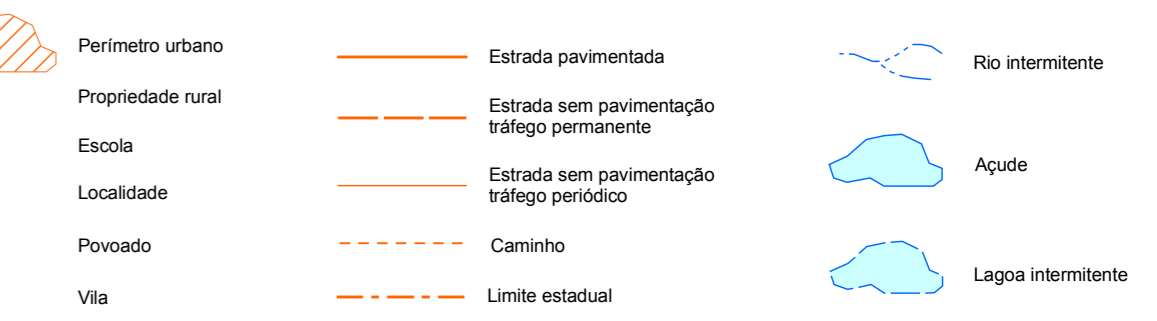 Perímetro urbano
Propriedade rural
Escola
Localidade
Povoado
Vila
Estrada pavimentada
Estrada sem pavimentação
tráfego permanente
Estrada sem pavimentação
tráfego periódico
Caminho
Limite estadual
Rio intermitente
Açude
Lagoa intermitente